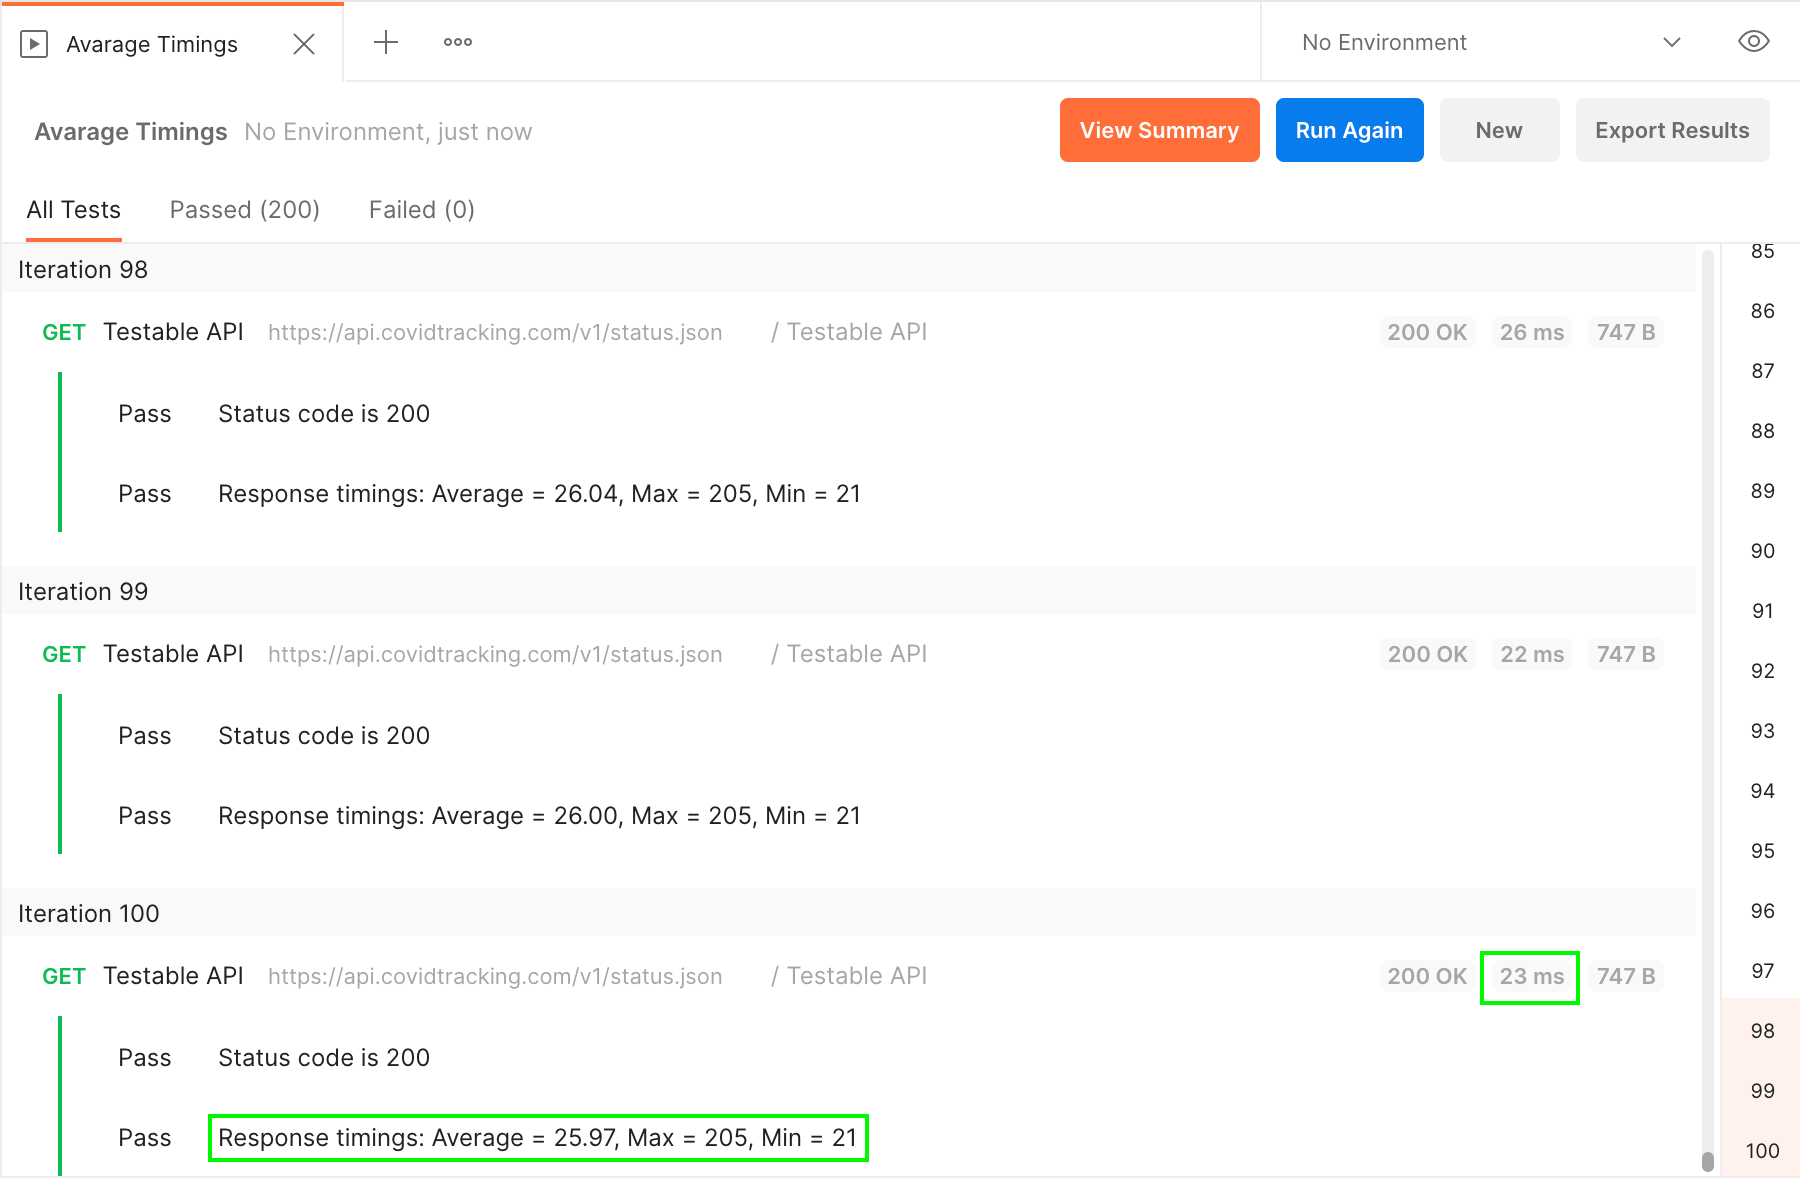 Avarage Timings
No Environment
Avarage Timings No Environment, just now
View Summary Run Again New Export Results
All Tests Passed (200) Failed (0)
Iteration 98
GET Testable API https://api.covidtracking.com/v1/status.json / Testable API 200 OK 26 ms 747 B
Pass Status code is 200
Pass Response timings: Average = 26.04, Max = 205, Min = 21
Iteration 99
GET Testable API https://api.covidtracking.com/v1/status.json / Testable API 200 OK 22 ms 747 B
Pass Status code is 200
Pass Response timings: Average = 26.00, Max = 205, Min = 21
Iteration 100
GET Testable API https://api.covidtracking.com/v1/status.json / Testable API 200 OK 23 ms 747 B
Pass Status code is 200
Pass Response timings: Average = 25.97, Max = 205, Min = 21
85
86
87
88
89
90
91
92
93
94
95
96
97
98
99
100